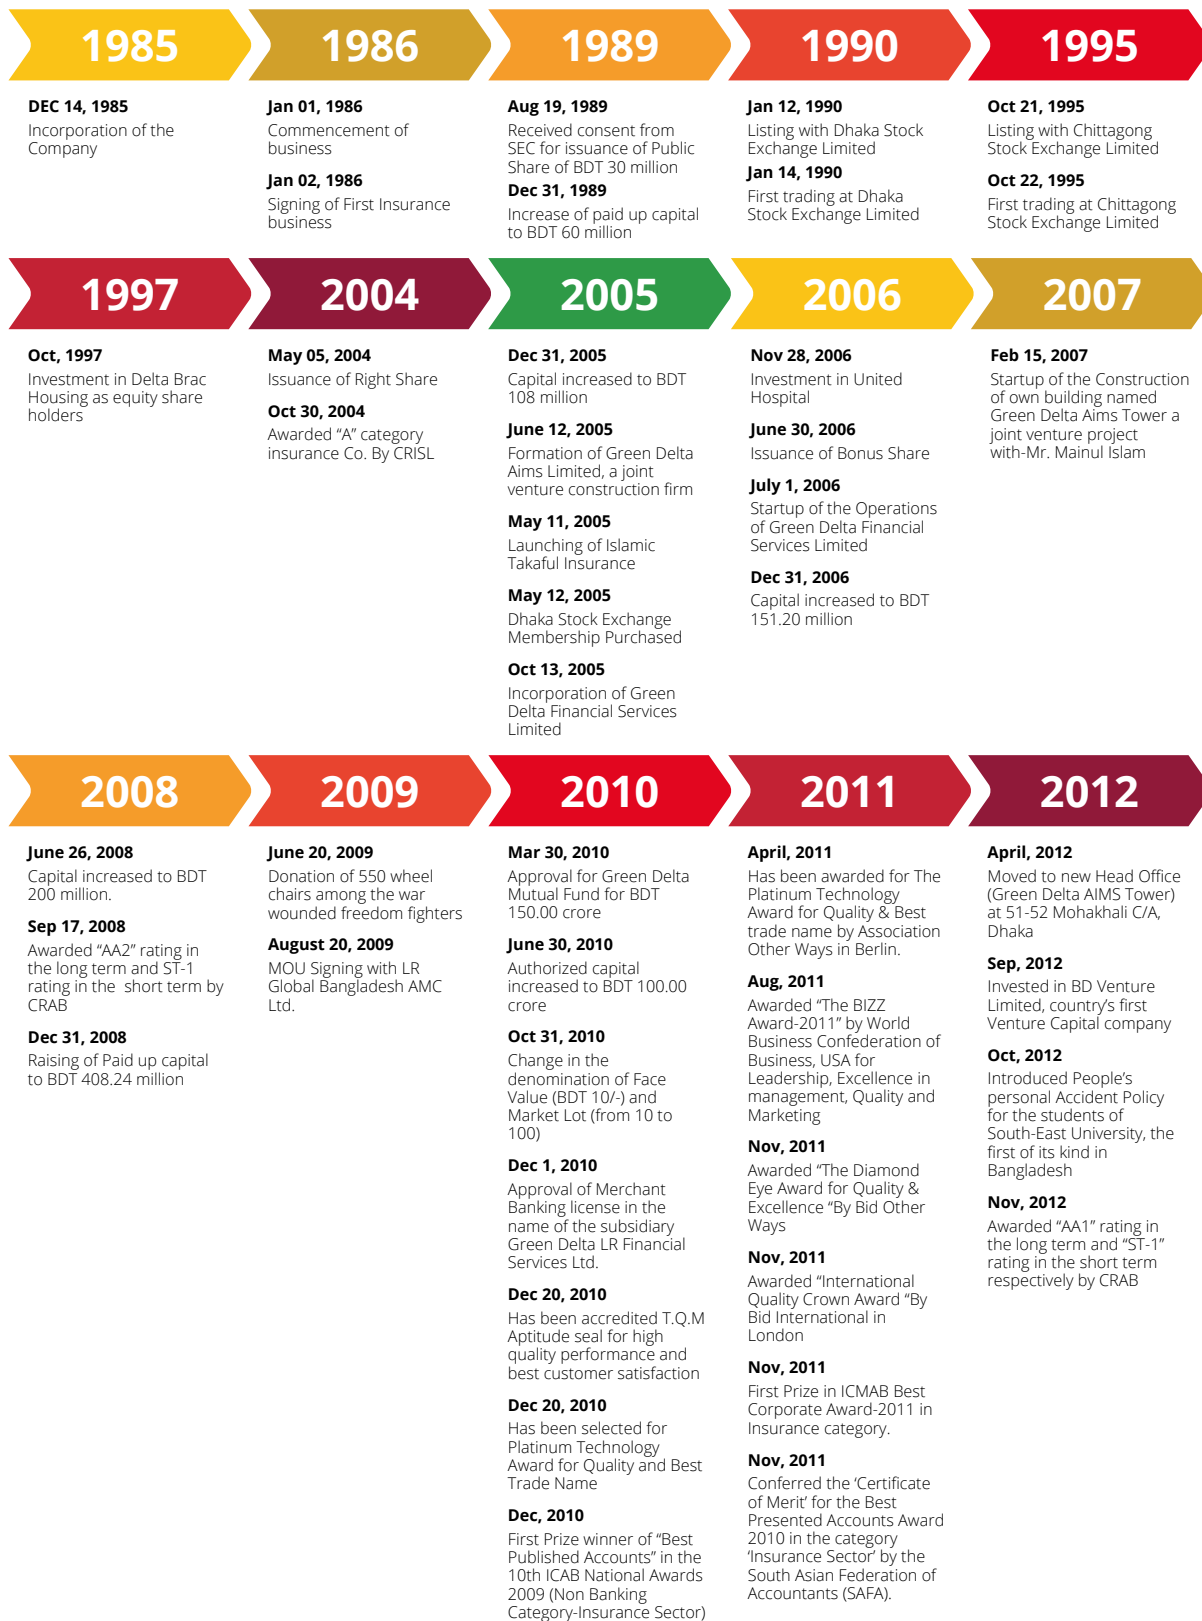 1985
DEC 14, 1985
Incorporation of the
Company
1986
Jan 01, 1986
Commencement of
business
Jan 02, 1986
Signing of First Insurance
business
1989
Aug 19, 1989
Received consent from
SEC for issuance of Public
Share of BDT 30 million
Dec 31, 1989
Increase of paid up capital
to BDT 60 million
1990
Jan 12, 1990
Listing with Dhaka Stock
Exchange Limited
Jan 14, 1990
First trading at Dhaka
Stock Exchange Limited
1995
Oct 21, 1995
Listing with Chittagong
Stock Exchange Limited
Oct 22, 1995
First trading at Chittagong
Stock Exchange Limited
1997
Oct, 1997
Investment in Delta Brac
Housing as equity share
holders
2004
May 05, 2004
Issuance of Right Share
Oct 30, 2004
Awarded “A” category
insurance Co. By CRISL
2005
Dec 31, 2005
Capital increased to BDT
108 million
June 12, 2005
Formation of Green Delta
Aims Limited, a joint
venture construction firm
May 11, 2005
Launching of Islamic
Takaful Insurance
May 12, 2005
Dhaka Stock Exchange
Membership Purchased
Oct 13, 2005
Incorporation of Green
Delta Financial Services
Limited
2006
Nov 28, 2006
Investment in United
Hospital
June 30, 2006
Issuance of Bonus Share
July 1, 2006
Startup of the Operations
of Green Delta Financial
Services Limited
Dec 31, 2006
Capital increased to BDT
151.20 million
2007
Feb 15, 2007
Startup of the Construction
of own building named
Green Delta Aims Tower a
joint venture project
with-Mr. Mainul Islam
2008
June 26, 2008
Capital increased to BDT
200 million.
Sep 17, 2008
Awarded “AA2” rating in
the long term and ST-1
rating in the short term by
CRAB
Dec 31, 2008
Raising of Paid up capital
to BDT 408.24 million
2009
June 20, 2009
Donation of 550 wheel
chairs among the war
wounded freedom fighters
August 20, 2009
MOU Signing with LR
Global Bangladesh AMC
Ltd.
2010
Mar 30, 2010
Approval for Green Delta
Mutual Fund for BDT
150.00 crore
June 30, 2010
Authorized capital
increased to BDT 100.00
crore
Oct 31, 2010
Change in the
denomination of Face
Value (BDT 10/-) and
Market Lot (from 10 to
100)
Dec 1, 2010
Approval of Merchant
Banking license in the
name of the subsidiary
Green Delta LR Financial
Services Ltd.
Dec 20, 2010
Has been accredited T.Q.M
Aptitude seal for high
quality performance and
best customer satisfaction
Dec 20, 2010
Has been selected for
Platinum Technology
Award for Quality and Best
Trade Name
Dec, 2010
First Prize winner of “Best
Published Accounts” in the
10th ICAB National Awards
2009 (Non Banking
Category-Insurance Sector)
2011
April, 2011
Has been awarded for The
Platinum Technology
Award for Quality & Best
trade name by Association
Other Ways in Berlin.
Aug, 2011
Awarded “The BIZZ
Award-2011” by World
Business Confederation of
Business, USA for
Leadership, Excellence in
management, Quality and
Marketing
Nov, 2011
Awarded “The Diamond
Eye Award for Quality &
Excellence “By Bid Other
Ways
Nov, 2011
Awarded “International
Quality Crown Award “By
Bid International in
London
Nov, 2011
First Prize in ICMAB Best
Corporate Award-2011 in
Insurance category.
Nov, 2011
Conferred the ‘Certificate
of Merit’ for the Best
Presented Accounts Award
2010 in the category
‘Insurance Sector’ by the
South Asian Federation of
Accountants (SAFA).
2012
April, 2012
Moved to new Head Office
(Green Delta AIMS Tower)
at 51-52 Mohakhali C/A,
Dhaka
Sep, 2012
Invested in BD Venture
Limited, country’s first
Venture Capital company
Oct, 2012
Introduced People’s
personal Accident Policy
for the students of
South-East University, the
first of its kind in
Bangladesh
Nov, 2012
Awarded “AA1” rating in
the long term and “ST-1”
rating in the short term
respectively by CRAB